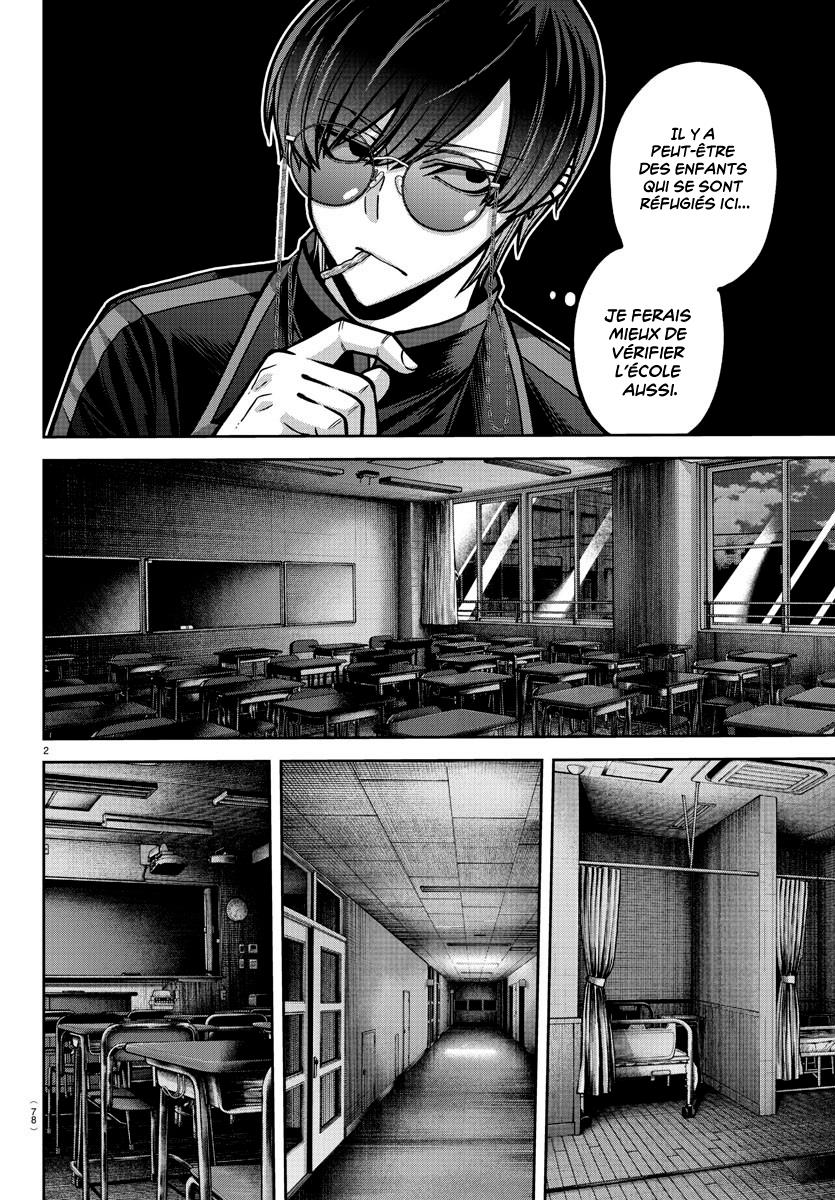 IL Y A
PEUT-ÊTRE
DES ENFANTS
QUI SE SONT
RÉFUGIÉS ICI...
JE FERAIS
MIEUX DE
VÉRIFIER
L'ÉCOLE
AUSSI.
2
(78)